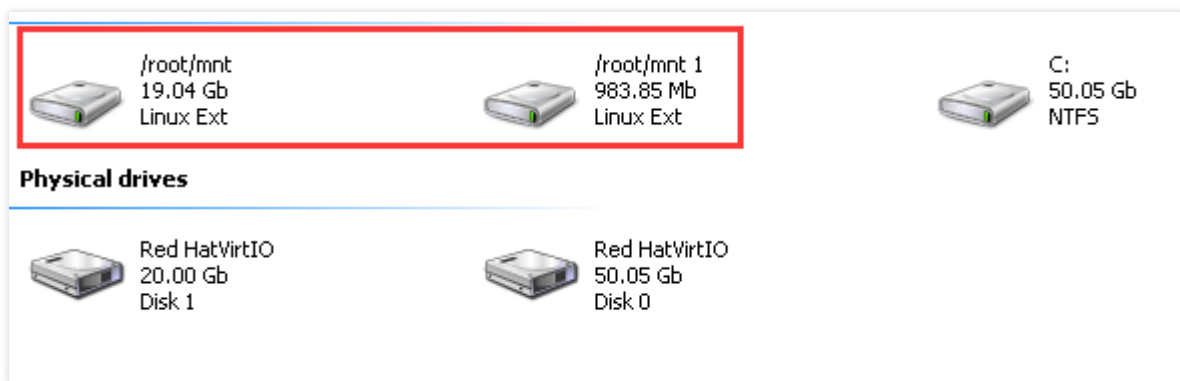 /root/mnt
19.04 Gb
Linux Ext
/root/mnt 1
983.85 Mb
Linux Ext
C:
50.05 Gb
NTFS
Physical drives
Red HatVirtIO
20.00 Gb
Disk 1
Red HatVirtIO
50.05 Gb
Disk 0